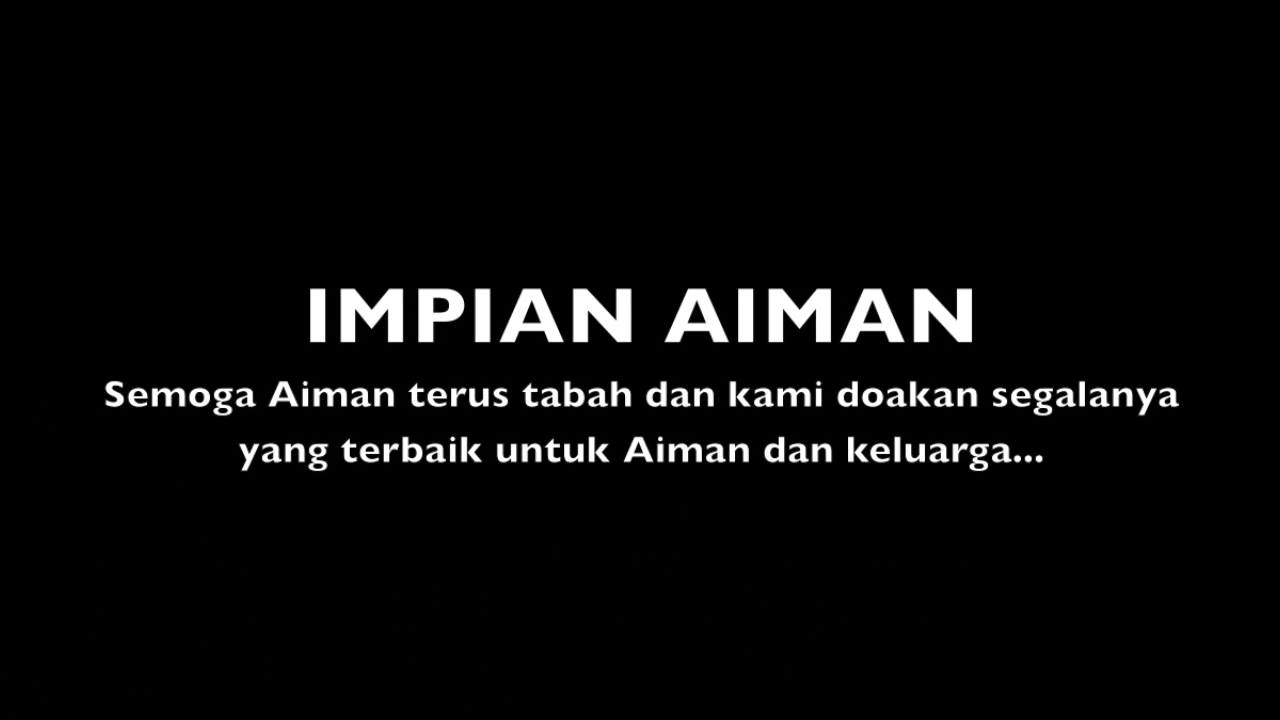 IMPIAN AIMAN
Semoga Aiman terus tabah dan kami doakan segalanya
yang terbaik untuk Aiman dan keluarga...